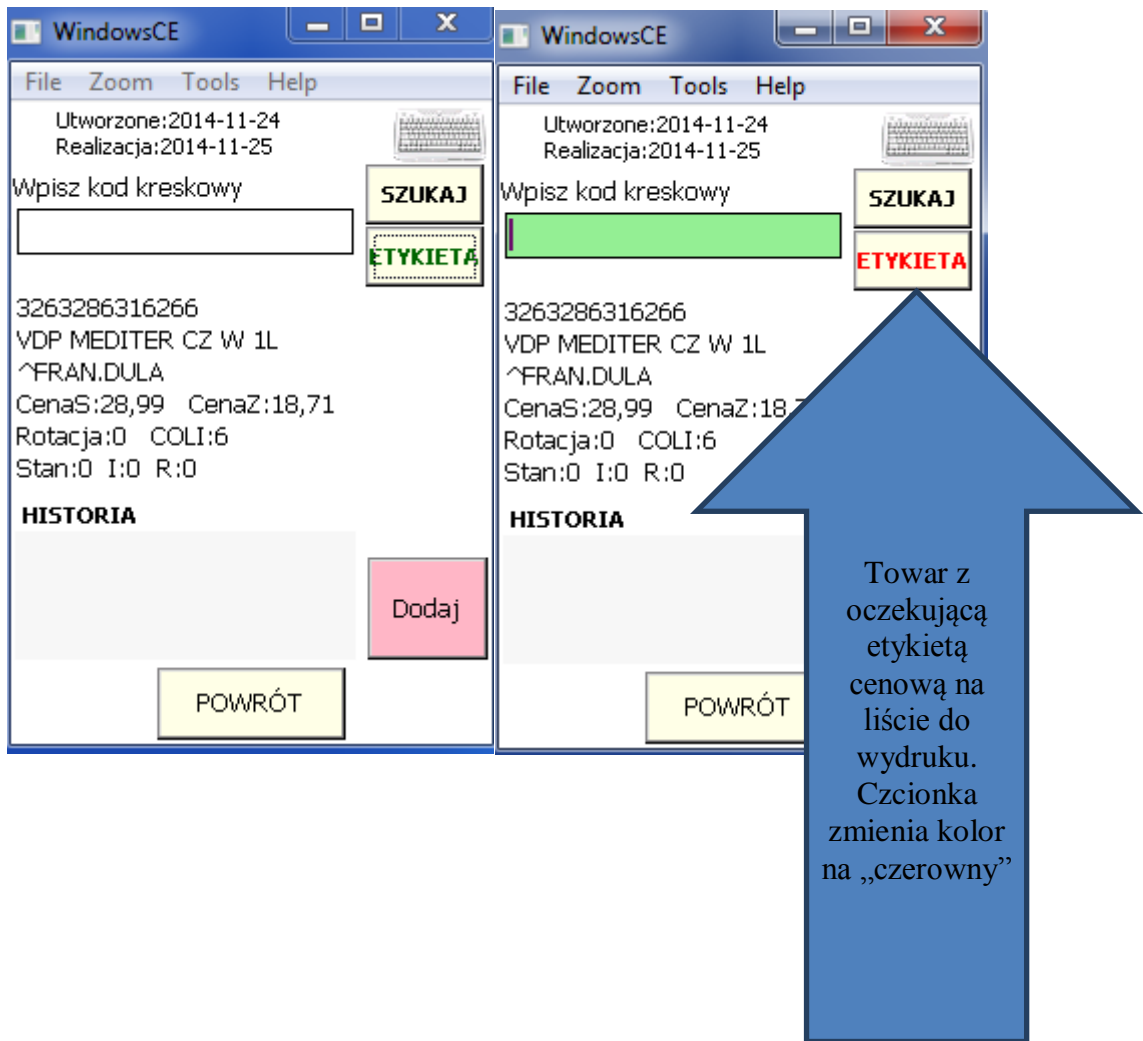 WindowsCE
File Zoom Tools Help
Utworzone:2014-11-24
Realizacja:2014-11-25
Wpisz kod kreskowy
SZUKAJ
ETYKIETA
3263286316266
VDP MEDITER CZ W 1L
^FRAN.DULA
CenaS:28,99 CenaZ:18,71
Rotacja:0 COLI:6
Stan:0 I:0 R:0
HISTORIA
Dodaj
POWRÓT
WindowsCE
File Zoom Tools Help
Utworzone:2014-11-24
Realizacja:2014-11-25
Wpisz kod kreskowy
SZUKAJ
ETYKIETA
3263286316266
VDP MEDITER CZ W 1L
^FRAN.DULA
CenaS:28,99 CenaZ:18,
Rotacja:0 COLI:6
Stan:0 I:0 R:0
HISTORIA
POWRÓT
Towar z
oczekującą
etykietą
cenową na
liście do
wydruku.
Czcionka
zmienia kolor
na „czerowny”